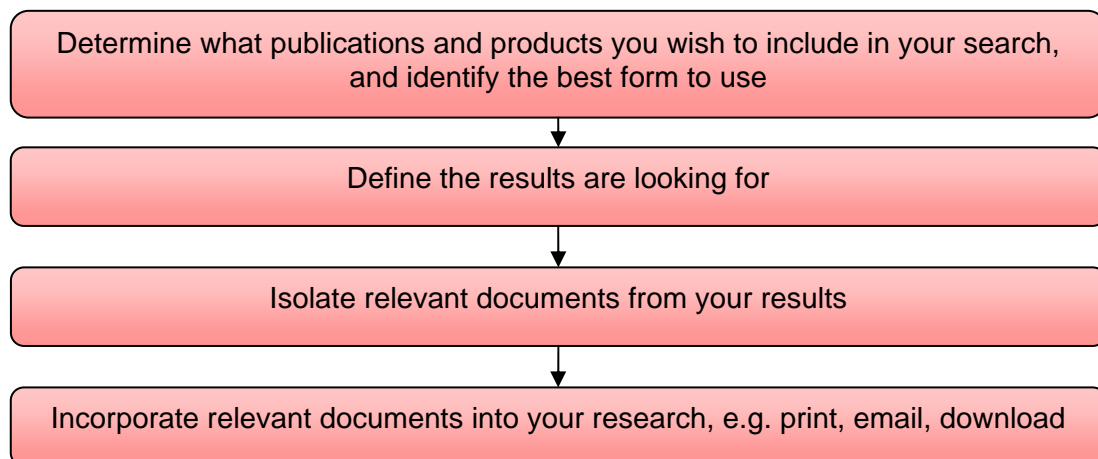 Determine what publications and products you wish to include in your search,
and identify the best form to use
Define the results are looking for
Isolate relevant documents from your results
Incorporate relevant documents into your research, e.g. print, email, download